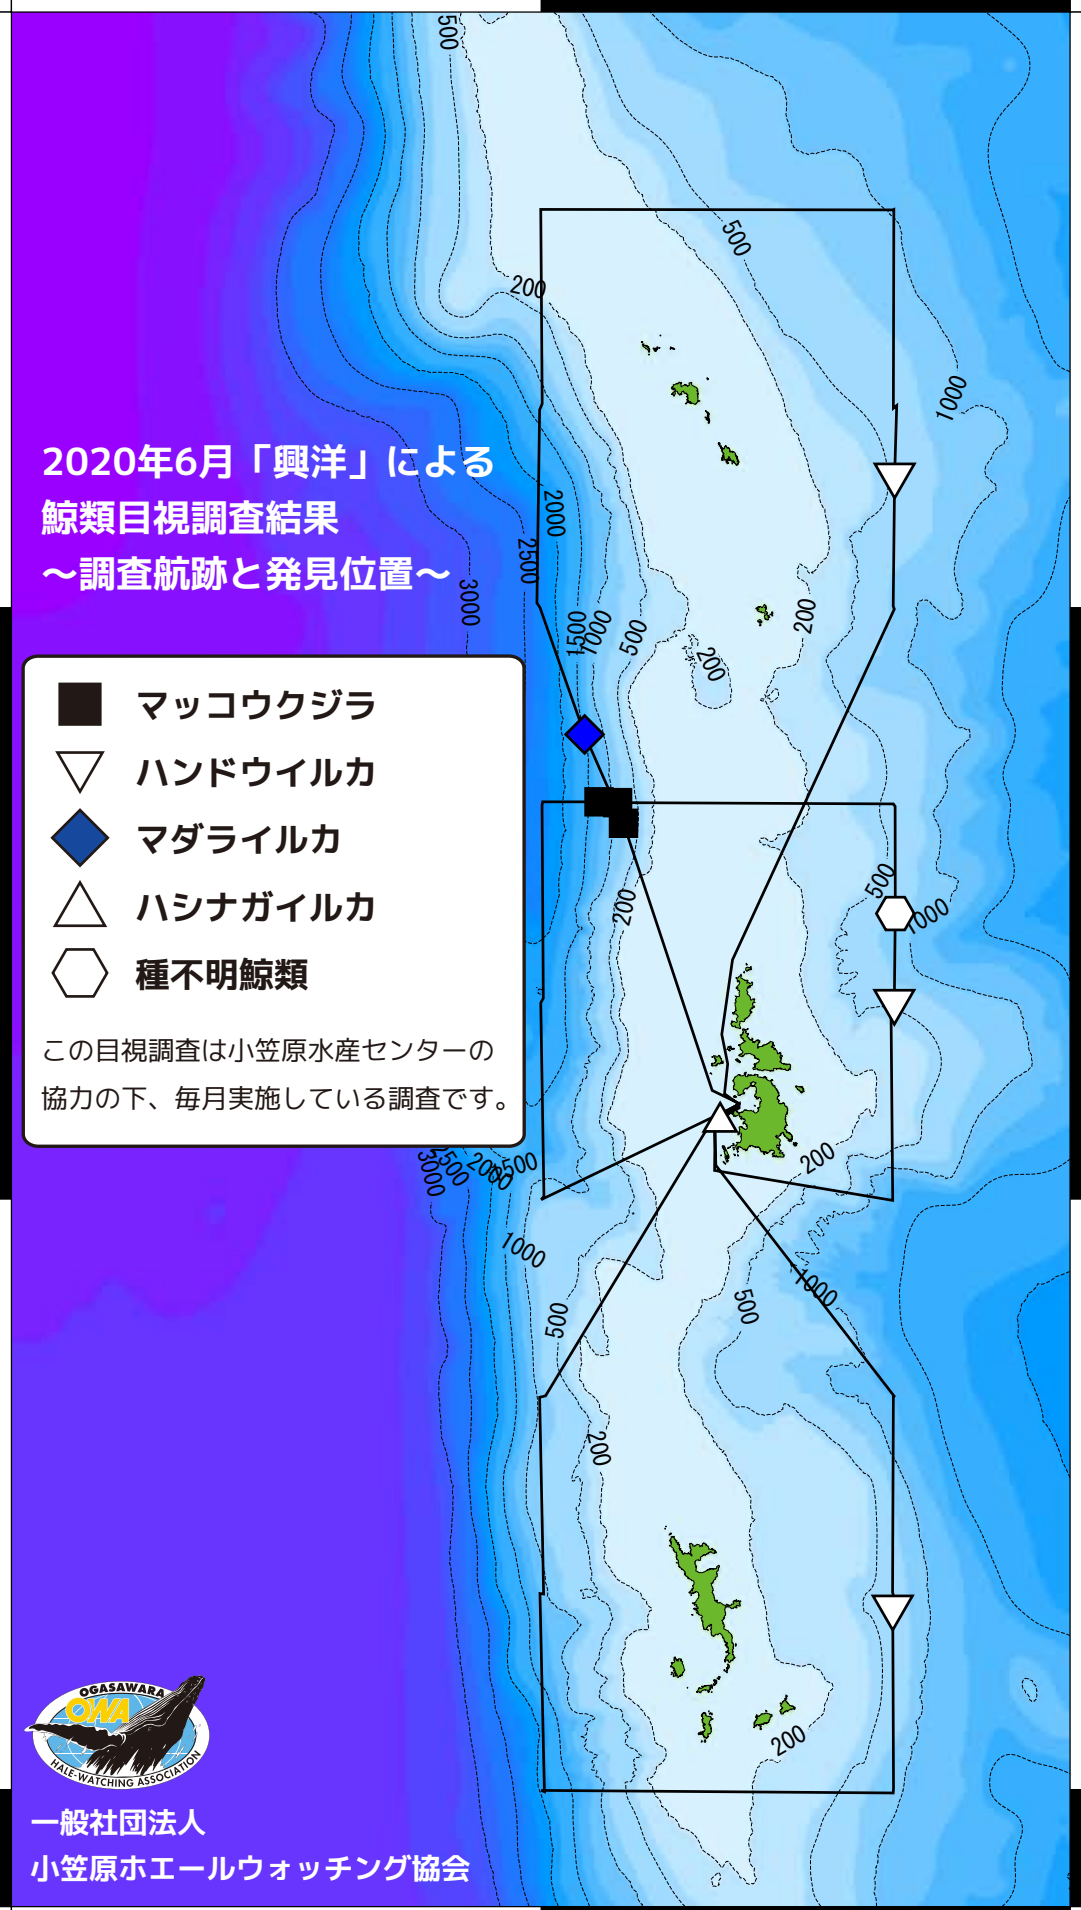 500
200
500
1000
2020年6月「興洋」による
鯨類目視調査結果
～調査航跡と発見位置～
2000
2500
3000
1500
1000
500
200
200
マッコウクジラ
ハンドウイルカ
マダライルカ
ハシナガイルカ
種不明鯨類
この目視調査は小笠原水産センターの
協力の下、毎月実施している調査です。
200
500
1000
3000
2500
2000
1500
200
1000
500
500
1000
200
200
OGASAWARA
OWA
HALE-WATCHING ASSOCIATION
一般社団法人
小笠原ホエールウォッチング協会